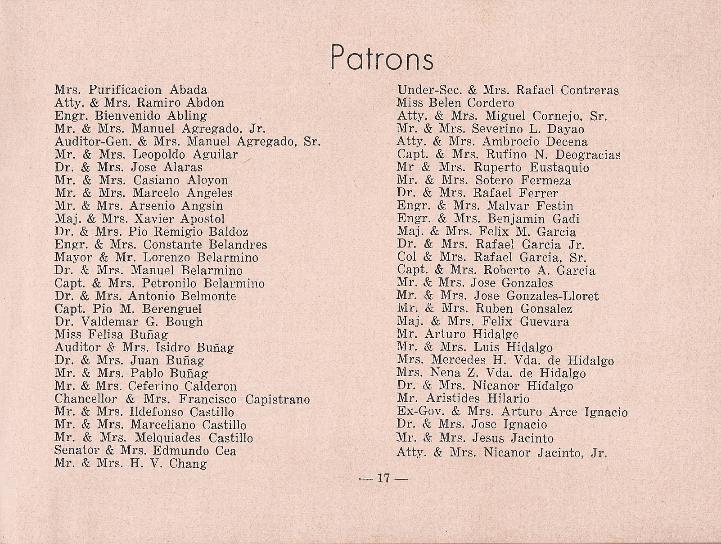 Patrons
Mrs. Purificacion Abada
Atty. & Mrs. Ramiro Abdon
Engr. Bienvenido Abling
Mr. & Mrs. Manuel Agregado, Jr.
Auditor-Gen. & Mrs. Manuel Agregado, Sr.
Mr. & Mrs. Leopoldo Aguilar
Dr. & Mrs. Jose Alaras
Mr. & Mrs. Casiano Aloyon
Mr. & Mrs. Marcelo Angeles
Mr. & Mrs. Arsenio Angsin
Maj. & Mrs. Xavier Apostol
Dr. & Mrs. Pio Remigio Baldoz
Engr. & Mrs. Constante Belandres
Mayor & Mr. Lorenzo Belarmino
Dr. & Mrs. Manuel Belarmino
Capt. & Mrs. Petronilo Belarmino
Dr. & Mrs. Antonio Belmonte
Capt. Pio M. Berenguel
Dr. Valdemar G. Bough
Miss Felisa Buñag
Auditor & Mrs. Isidro Buñag
Dr. & Mrs. Juan Buñag
Mr. & Mrs. Pablo Buñag
Mr. & Mrs. Ceferino Calderon
Chancellor & Mrs. Francisco Capistrano
Mr. & Mrs. Ildefonso Castillo
Mr. & Mrs. Marceliano Castillo
Mr. & Mrs. Melquiades Castillo
Senator & Mrs. Edmundo Cea
Mr. & Mrs. H. V. Chang
Under-Sec. & Mrs. Rafael Contreras
Miss Belen Cordero
Atty. & Mrs. Miguel Cornejo, Sr.
Mr. & Mrs. Severino L. Dayao
Atty. & Mrs. Ambrocio Decena
Capt. & Mrs. Rufino N. Deogracias
Mr & Mrs. Ruperto Eustaquio
Mr. & Mrs. Sotero Fermeza
Dr. & Mrs. Rafael Ferrer
Engr. & Mrs. Malvar Festin
Engr. & Mrs. Benjamin Gadi
Maj. & Mrs. Felix M. Garcia
Dr. & Mrs. Rafael Garcia Jr.
Col & Mrs. Rafael Garcia, Sr.
Capt. & Mrs. Roberto A. Garcia
Mr. & Mrs. Jose Gonzales
Mr. & Mrs. Jose Gonzales-Lloret
Mr. & Mrs. Ruben Gonsalez
Maj. & Mrs. Felix Guevara
Mr. Arturo Hidalgo
Mr. & Mrs. Luis Hidalgo
Mrs. Mercedes H. Vda. de Hidalgo
Mrs. Nena Z. Vda. de Hidalgo
Dr. & Mrs. Nicanor Hidalgo
Mr. Aristides Hilario
Ex-Gov. & Mrs. Arturo Arce Ignacio
Dr. & Mrs. Jose Ignacio
Mr. & Mrs. Jesus Jacinto
Atty. & Mrs. Nicanor Jacinto, Jr.
— 17 —